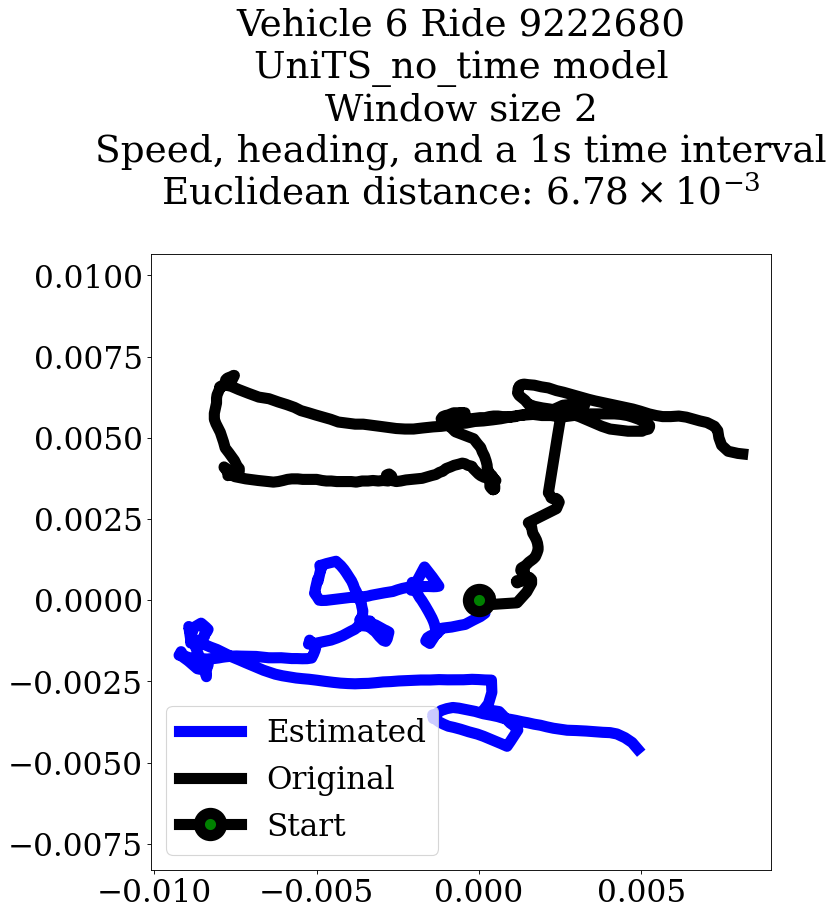 Vehicle 6 Ride 9222680
UniTS_no_time model
Window size 2
Speed, heading, and a 1s time interval
Euclidean distance: 6.78 × 10⁻³
0.0100
0.0075
0.0050
0.0025
0.0000
−0.0025
−0.0050
−0.0075
Estimated
Original
Start
−0.010 −0.005 0.000 0.005